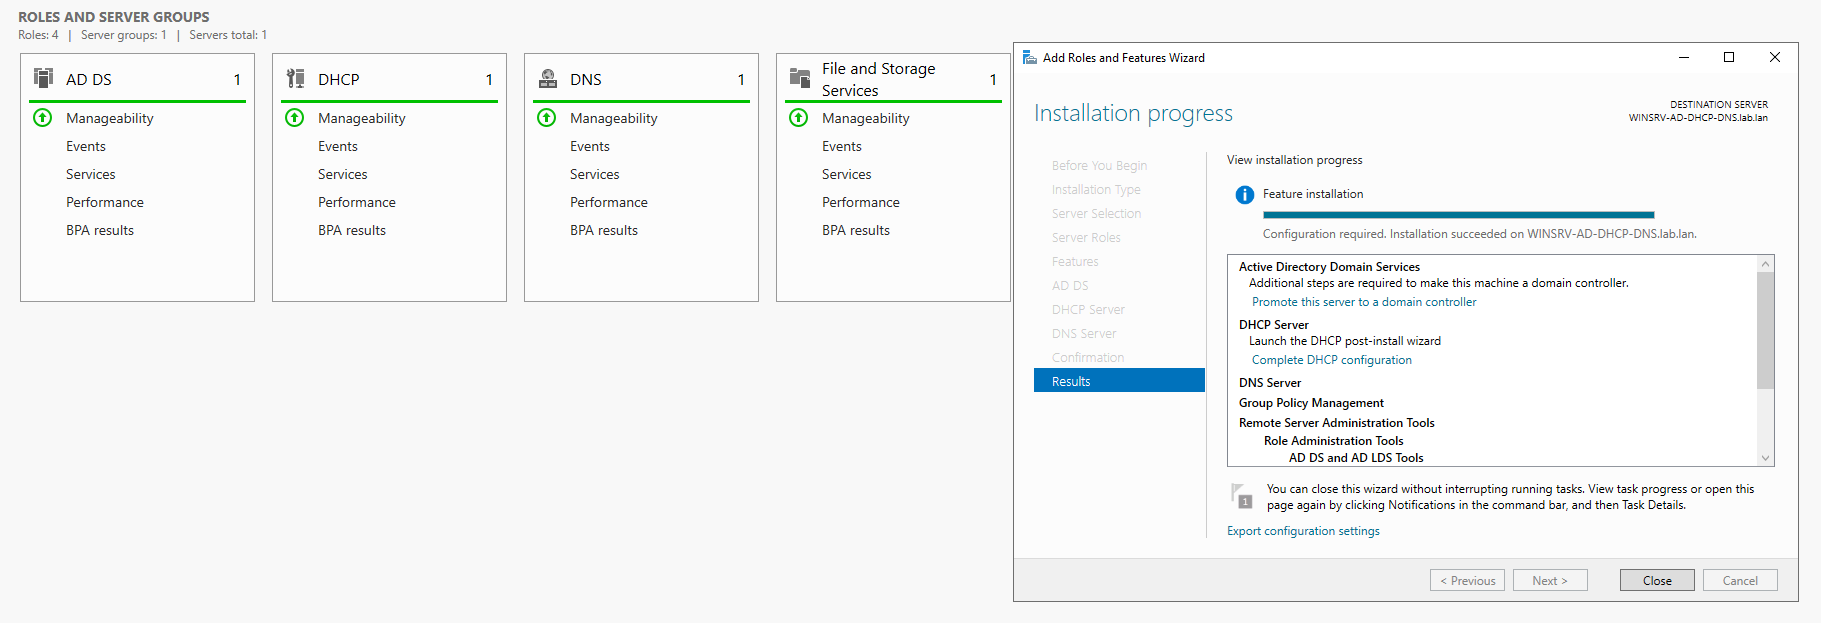 ROLES AND SERVER GROUPS
Roles: 4 | Server groups: 1 | Servers total: 1
AD DS 1
Manageability
Events
Services
Performance
BPA results
DHCP 1
Manageability
Events
Services
Performance
BPA results
DNS 1
Manageability
Events
Services
Performance
BPA results
File and Storage
Services 1
Manageability
Events
Services
Performance
BPA results
Add Roles and Features Wizard
Installation progress
DESTINATION SERVER
WINSRV-AD-DHCP-DNS.lab.lan
Before You Begin
Installation Type
Server Selection
Server Roles
Features
AD DS
DHCP Server
DNS Server
Confirmation
Results
View installation progress
Feature installation
Configuration required. Installation succeeded on WINSRV-AD-DHCP-DNS.lab.lan.
Active Directory Domain Services
Additional steps are required to make this machine a domain controller.
Promote this server to a domain controller
DHCP Server
Launch the DHCP post-install wizard
Complete DHCP configuration
DNS Server
Group Policy Management
Remote Server Administration Tools
Role Administration Tools
AD DS and AD LDS Tools
1
You can close this wizard without interrupting running tasks. View task progress or open this
page again by clicking Notifications in the command bar, and then Task Details.
Export configuration settings
< Previous
Next >
Close
Cancel